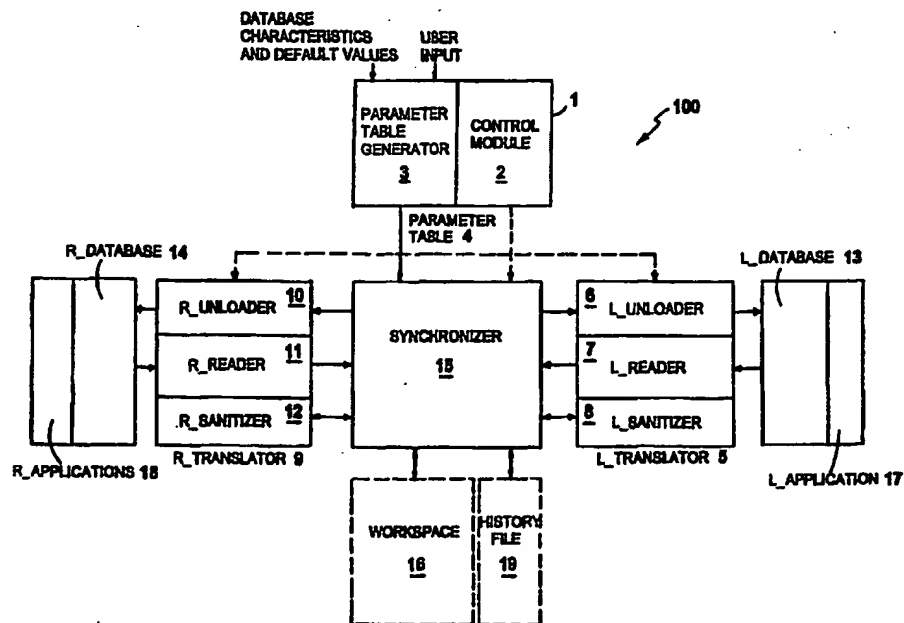 DATABASE
CHARACTERISTICS
AND DEFAULT VALUES
USER
INPUT
1
100
PARAMETER
TABLE
GENERATOR
3
CONTROL
MODULE
2
PARAMETER
TABLE 4
R_DATABASE 14
L_DATABASE 13
R_UNLOADER 10
R_READER 11
R_SANITIZER 12
SYNCHRONIZER
15
6 L_UNLOADER
7 L_READER
8 L_SANITIZER
R_APPLICATIONS 18
R_TRANSLATOR 9
L_TRANSLATOR 5
L_APPLICATION 17
WORKSPACE
16
HISTORY
FILE
19